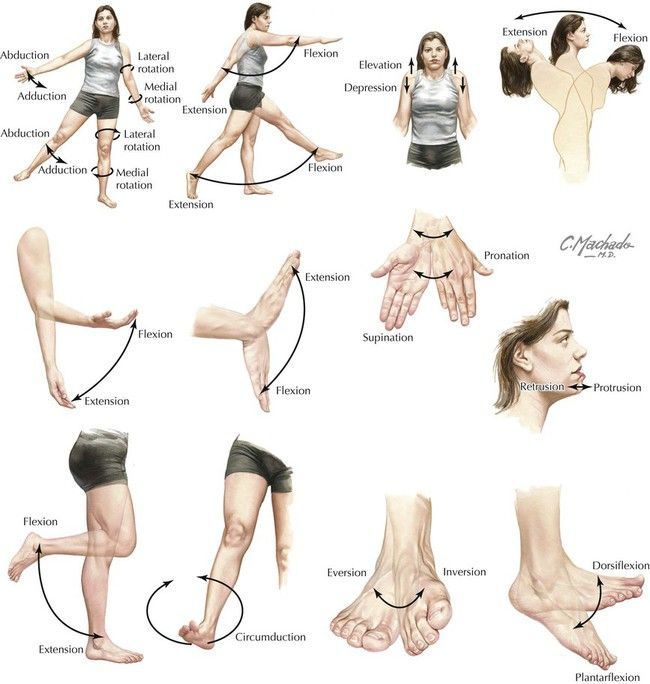 Abduction
Adduction
Lateral
rotation
Medial
rotation
Abduction
Adduction
Lateral
rotation
Medial
rotation
Flexion
Extension
Flexion
Extension
Elevation
Depression
Extension
Flexion
Flexion
Extension
Extension
Flexion
Pronation
Supination
C.Machado
M.D.
Retrusion
Protrusion
Flexion
Extension
Circumduction
Eversion
Inversion
Dorsiflexion
Plantarflexion